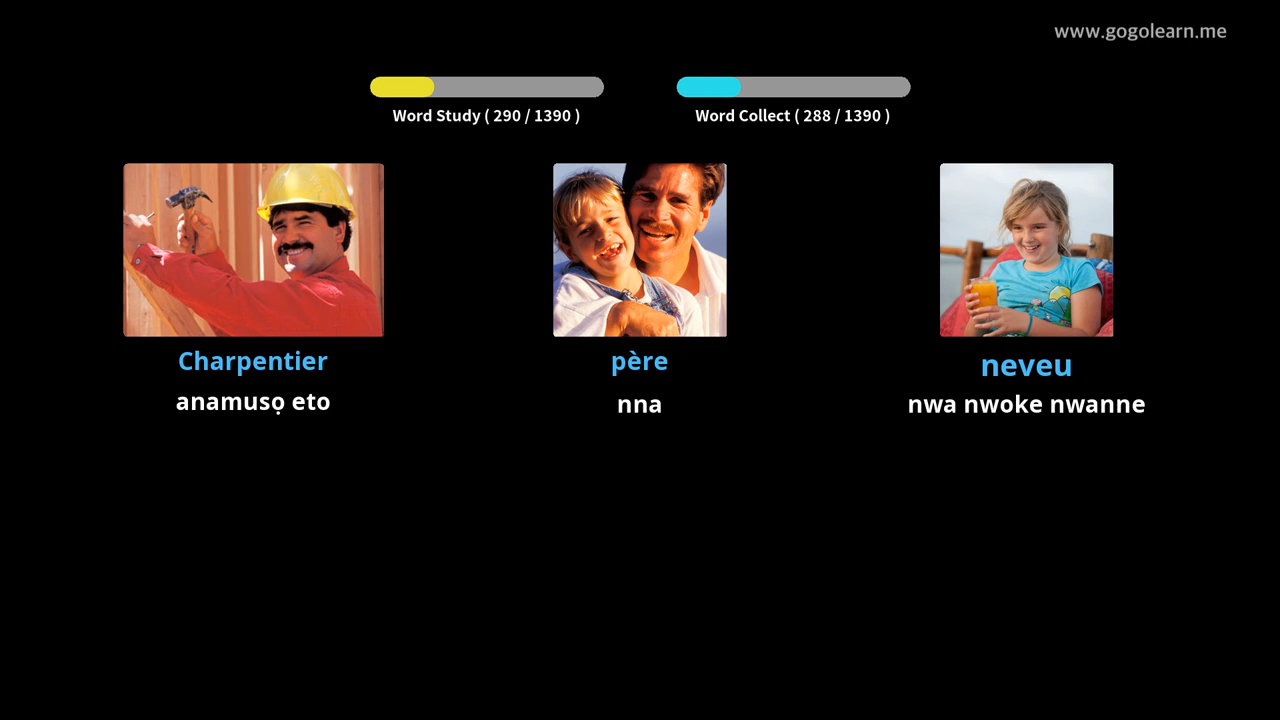 www.gogolearn.me
Word Study ( 290 / 1390 )
Word Collect ( 288 / 1390 )
Charpentier
père
neveu
anamusọ eto
nna
nwa nwoke nwanne